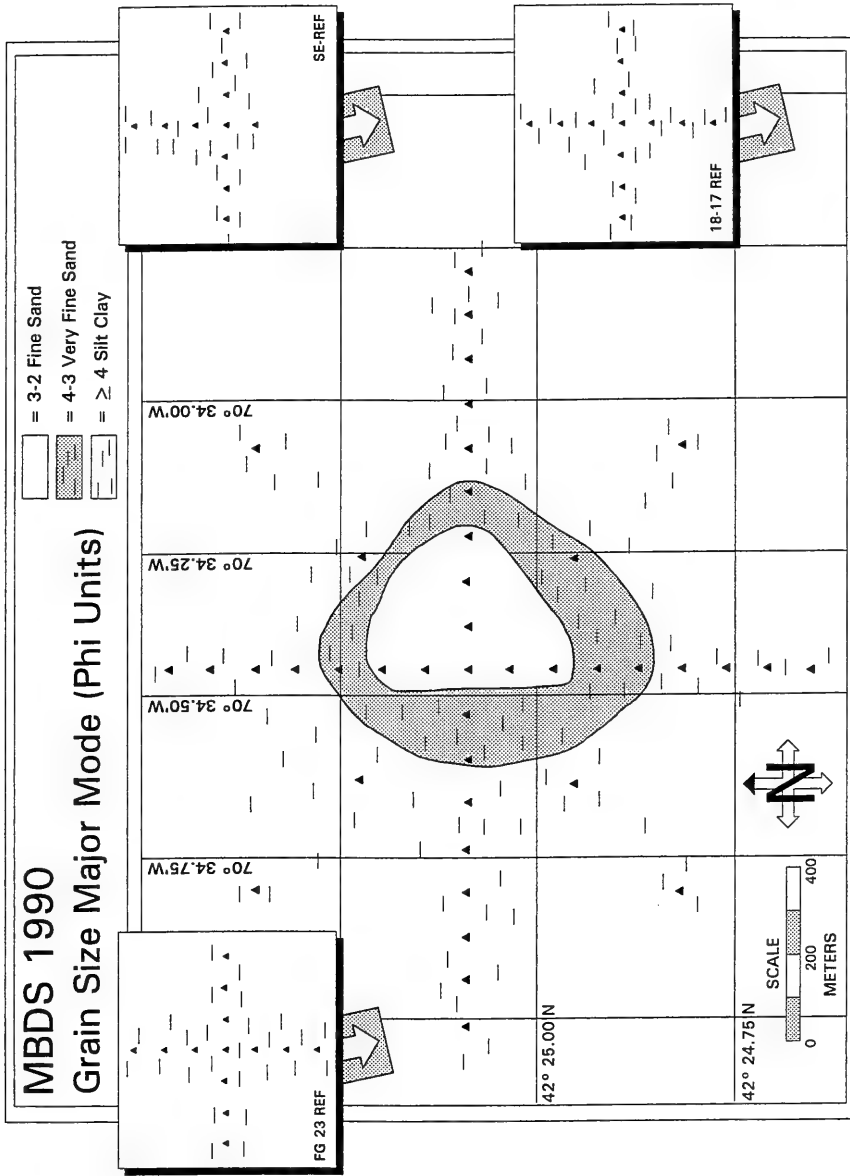 MBDS 1990
Grain Size Major Mode (Phi Units)
= 3-2 Fine Sand
= 4-3 Very Fine Sand
= ≥ 4 Silt Clay
FG 23 REF
SE-REF
18-17 REF
70° 34.75'W
70° 34.50'W
70° 34.25'W
70° 34.00'W
42° 25.00'N
42° 24.75'N
SCALE
0 200 400
METERS
N